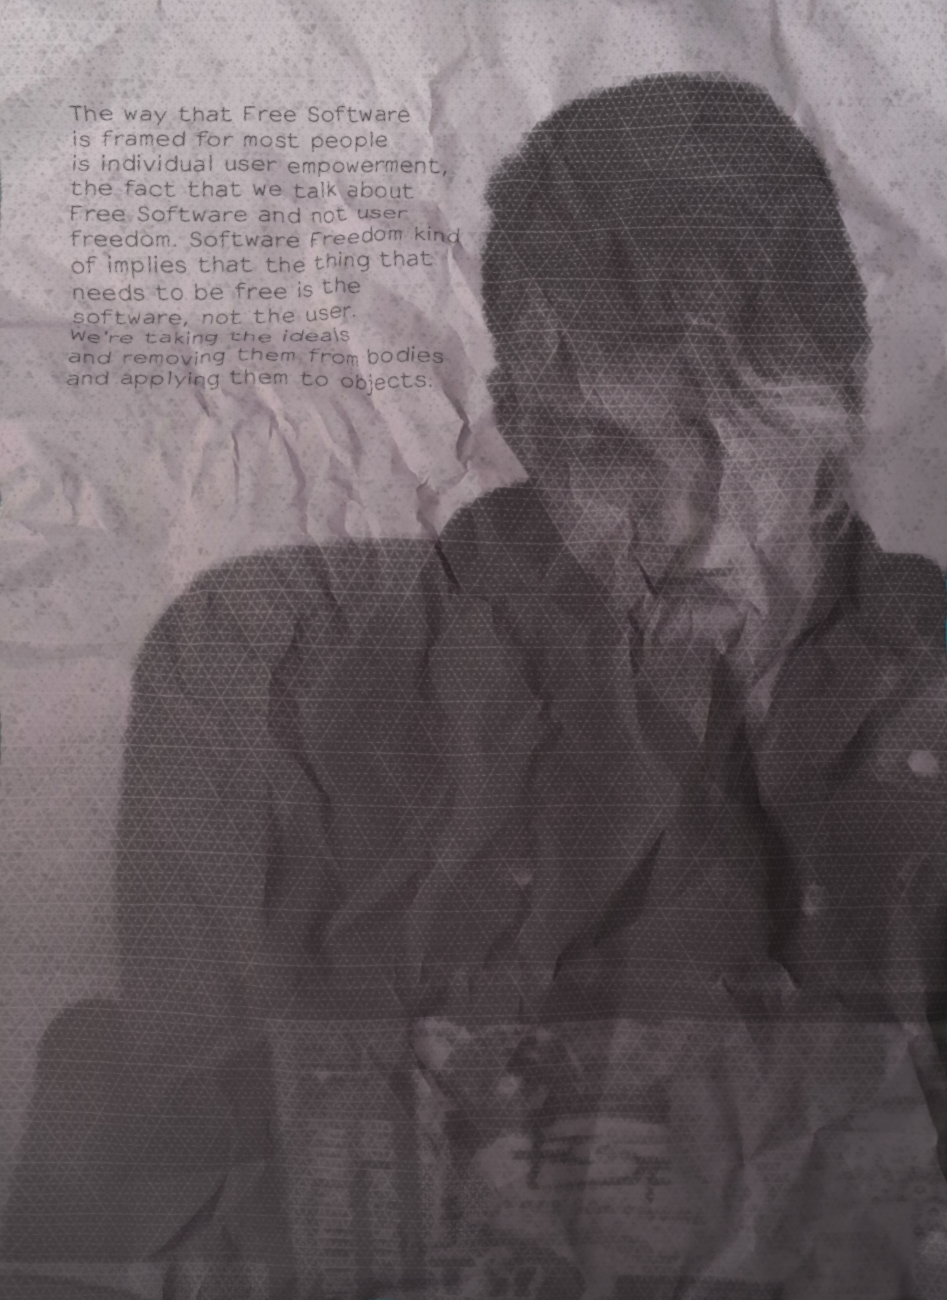 The way that Free Software
is framed for most people
is individual user empowerment,
the fact that we talk about
Free Software and not user
freedom. Software Freedom kind
of implies that the thing that
needs to be free is the
software, not the user.
We're taking the ideals
and removing them from bodies
and applying them to objects.